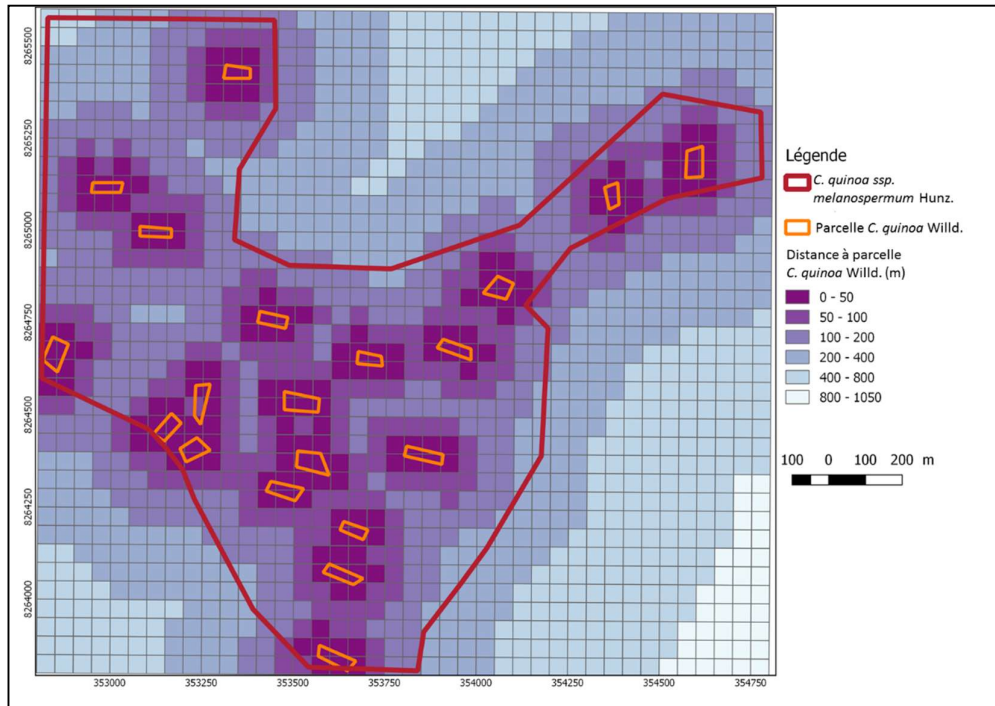 8265500
8265250
8265000
8264750
8264500
8264250
8264000
353000 353250 353500 353750 354000 354250 354500 354750
Légende
C. quinoa ssp.
melanospermum Hunz.
Parcelle C. quinoa Willd.
Distance à parcelle
C. quinoa Willd. (m)
0 - 50
50 - 100
100 - 200
200 - 400
400 - 800
800 - 1050
100 0 100 200 m